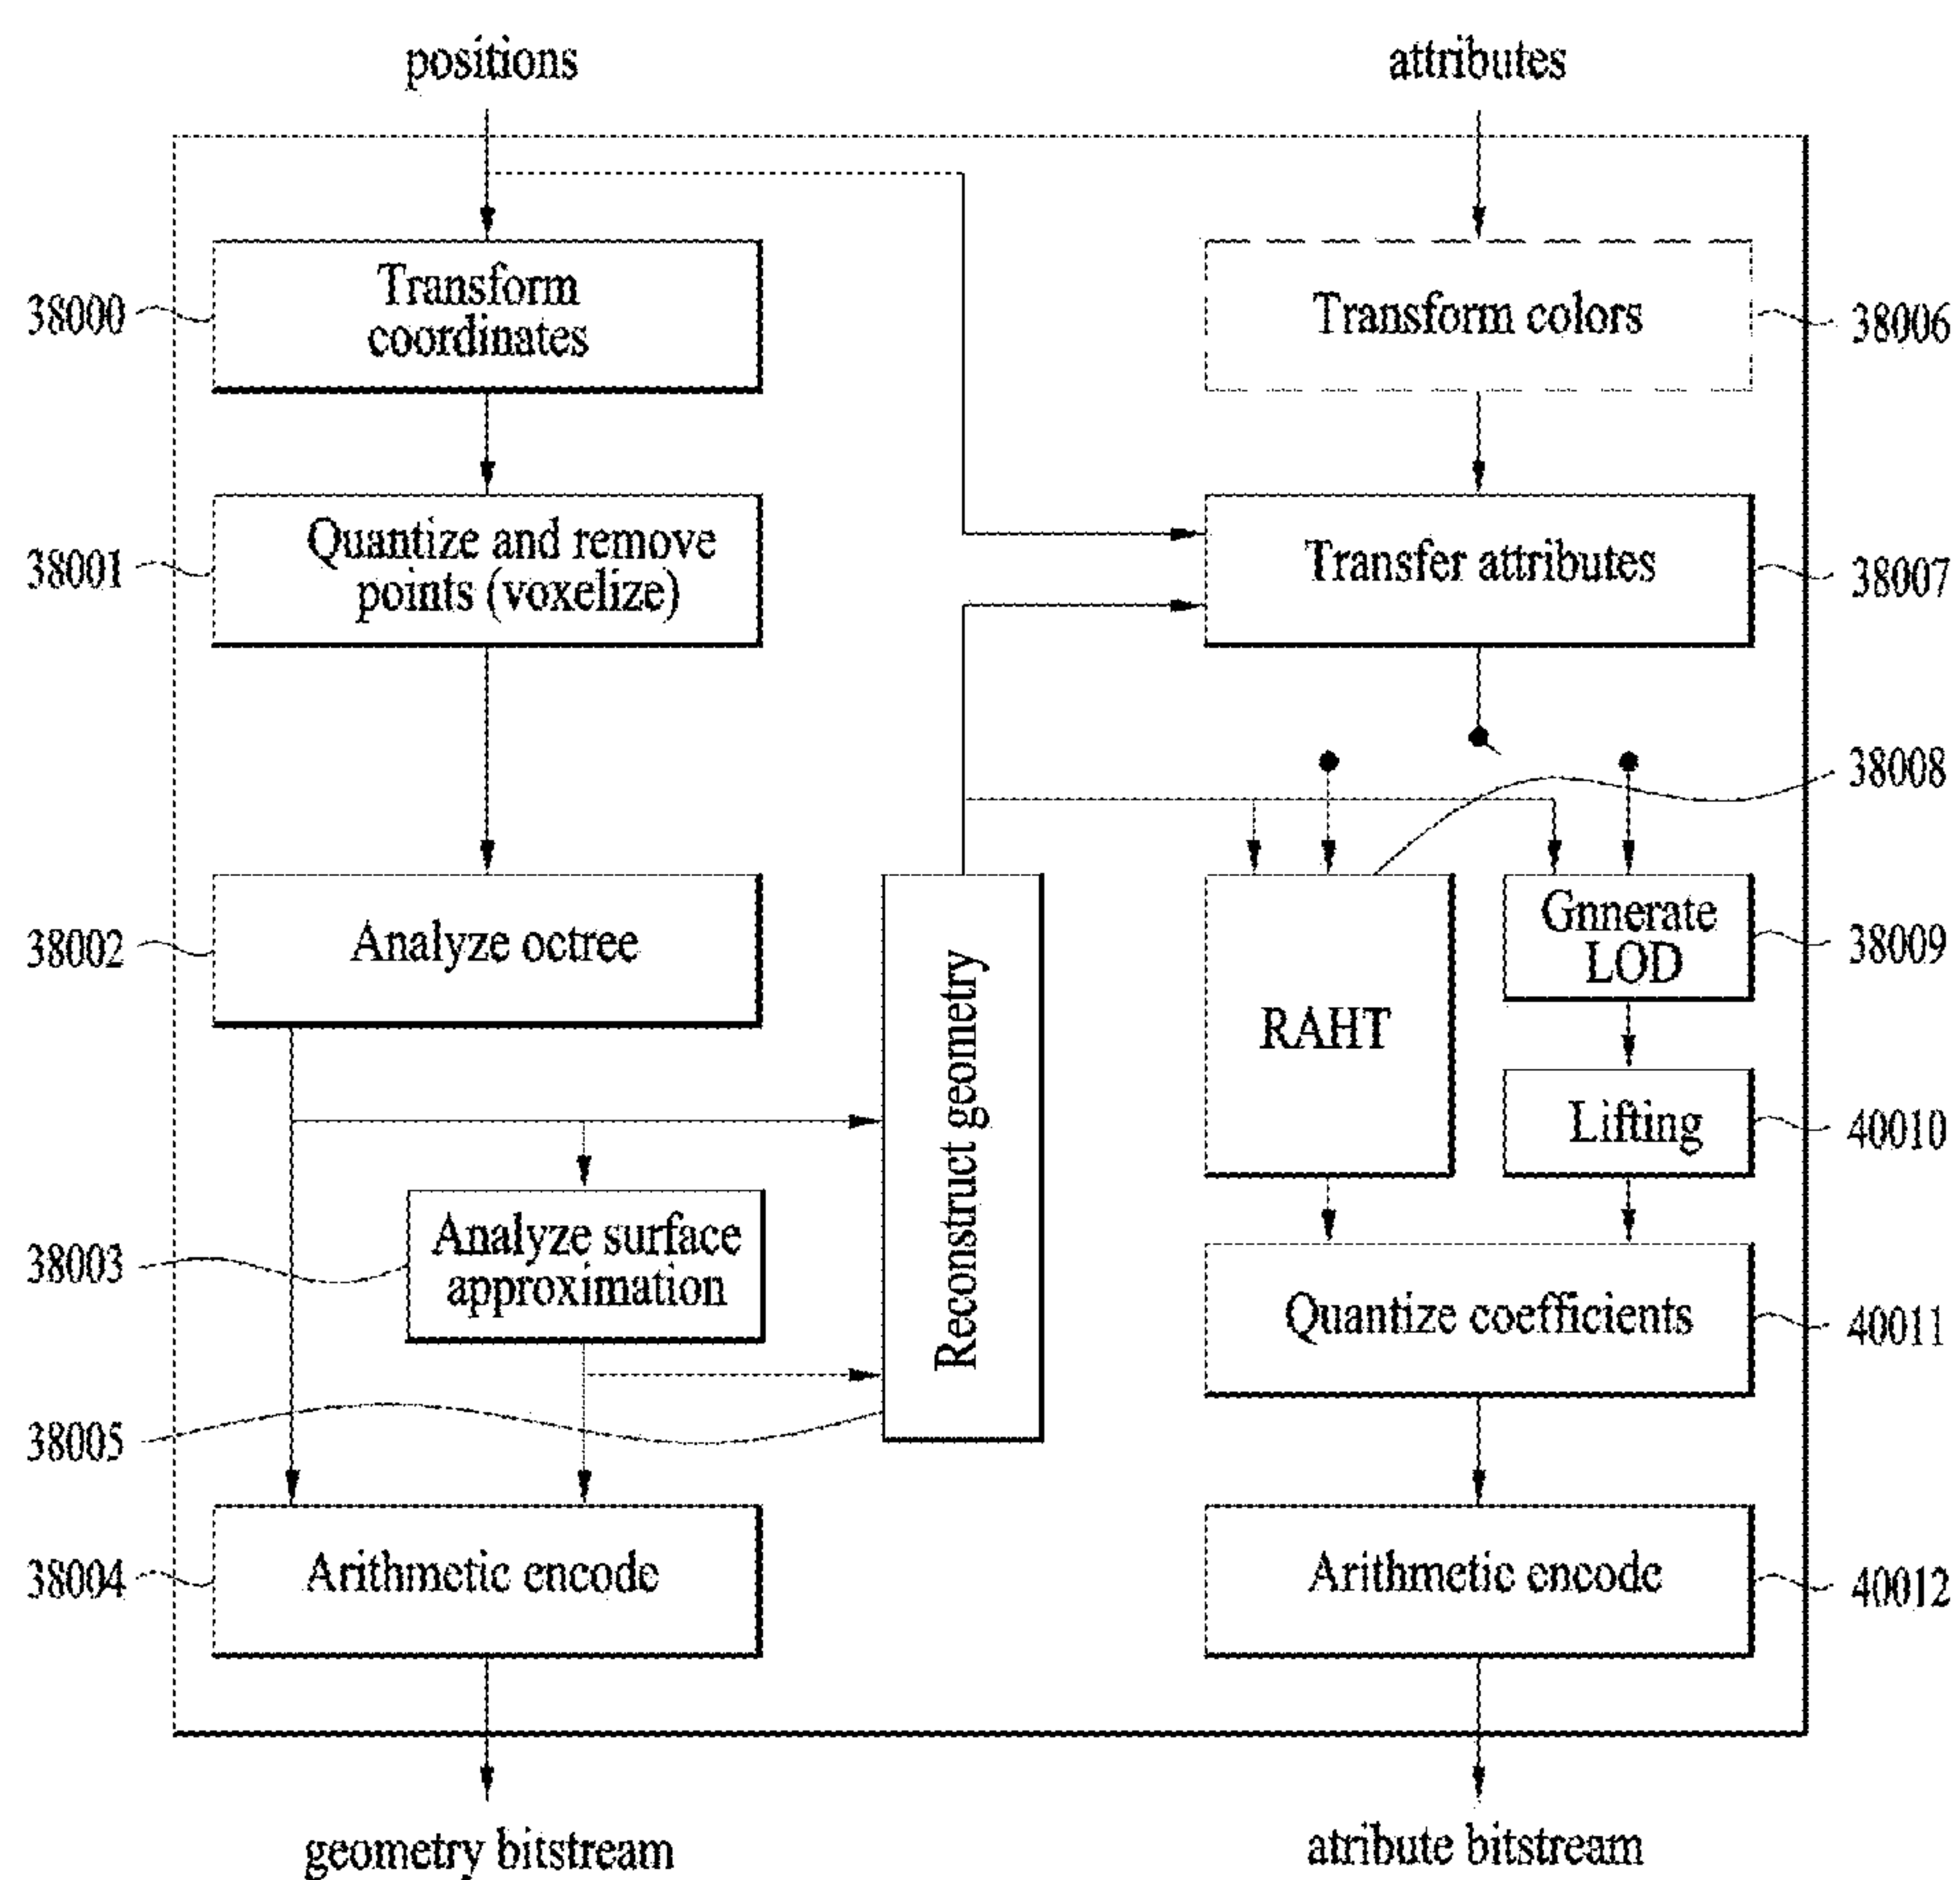 positions
attributes
Transform
coordinates
38000
Transform colors
38006
Quantize and remove
points (voxelize)
38001
Transfer attributes
38007
38008
Analyze octree
38002
Reconstruct geometry
RAHT
Gnnerate
LOD
38009
Lifting
40010
Analyze surface
approximation
38003
Quantize coefficients
40011
38005
Arithmetic encode
38004
Arithmetic encode
40012
geometry bitstream
atribute bitstream